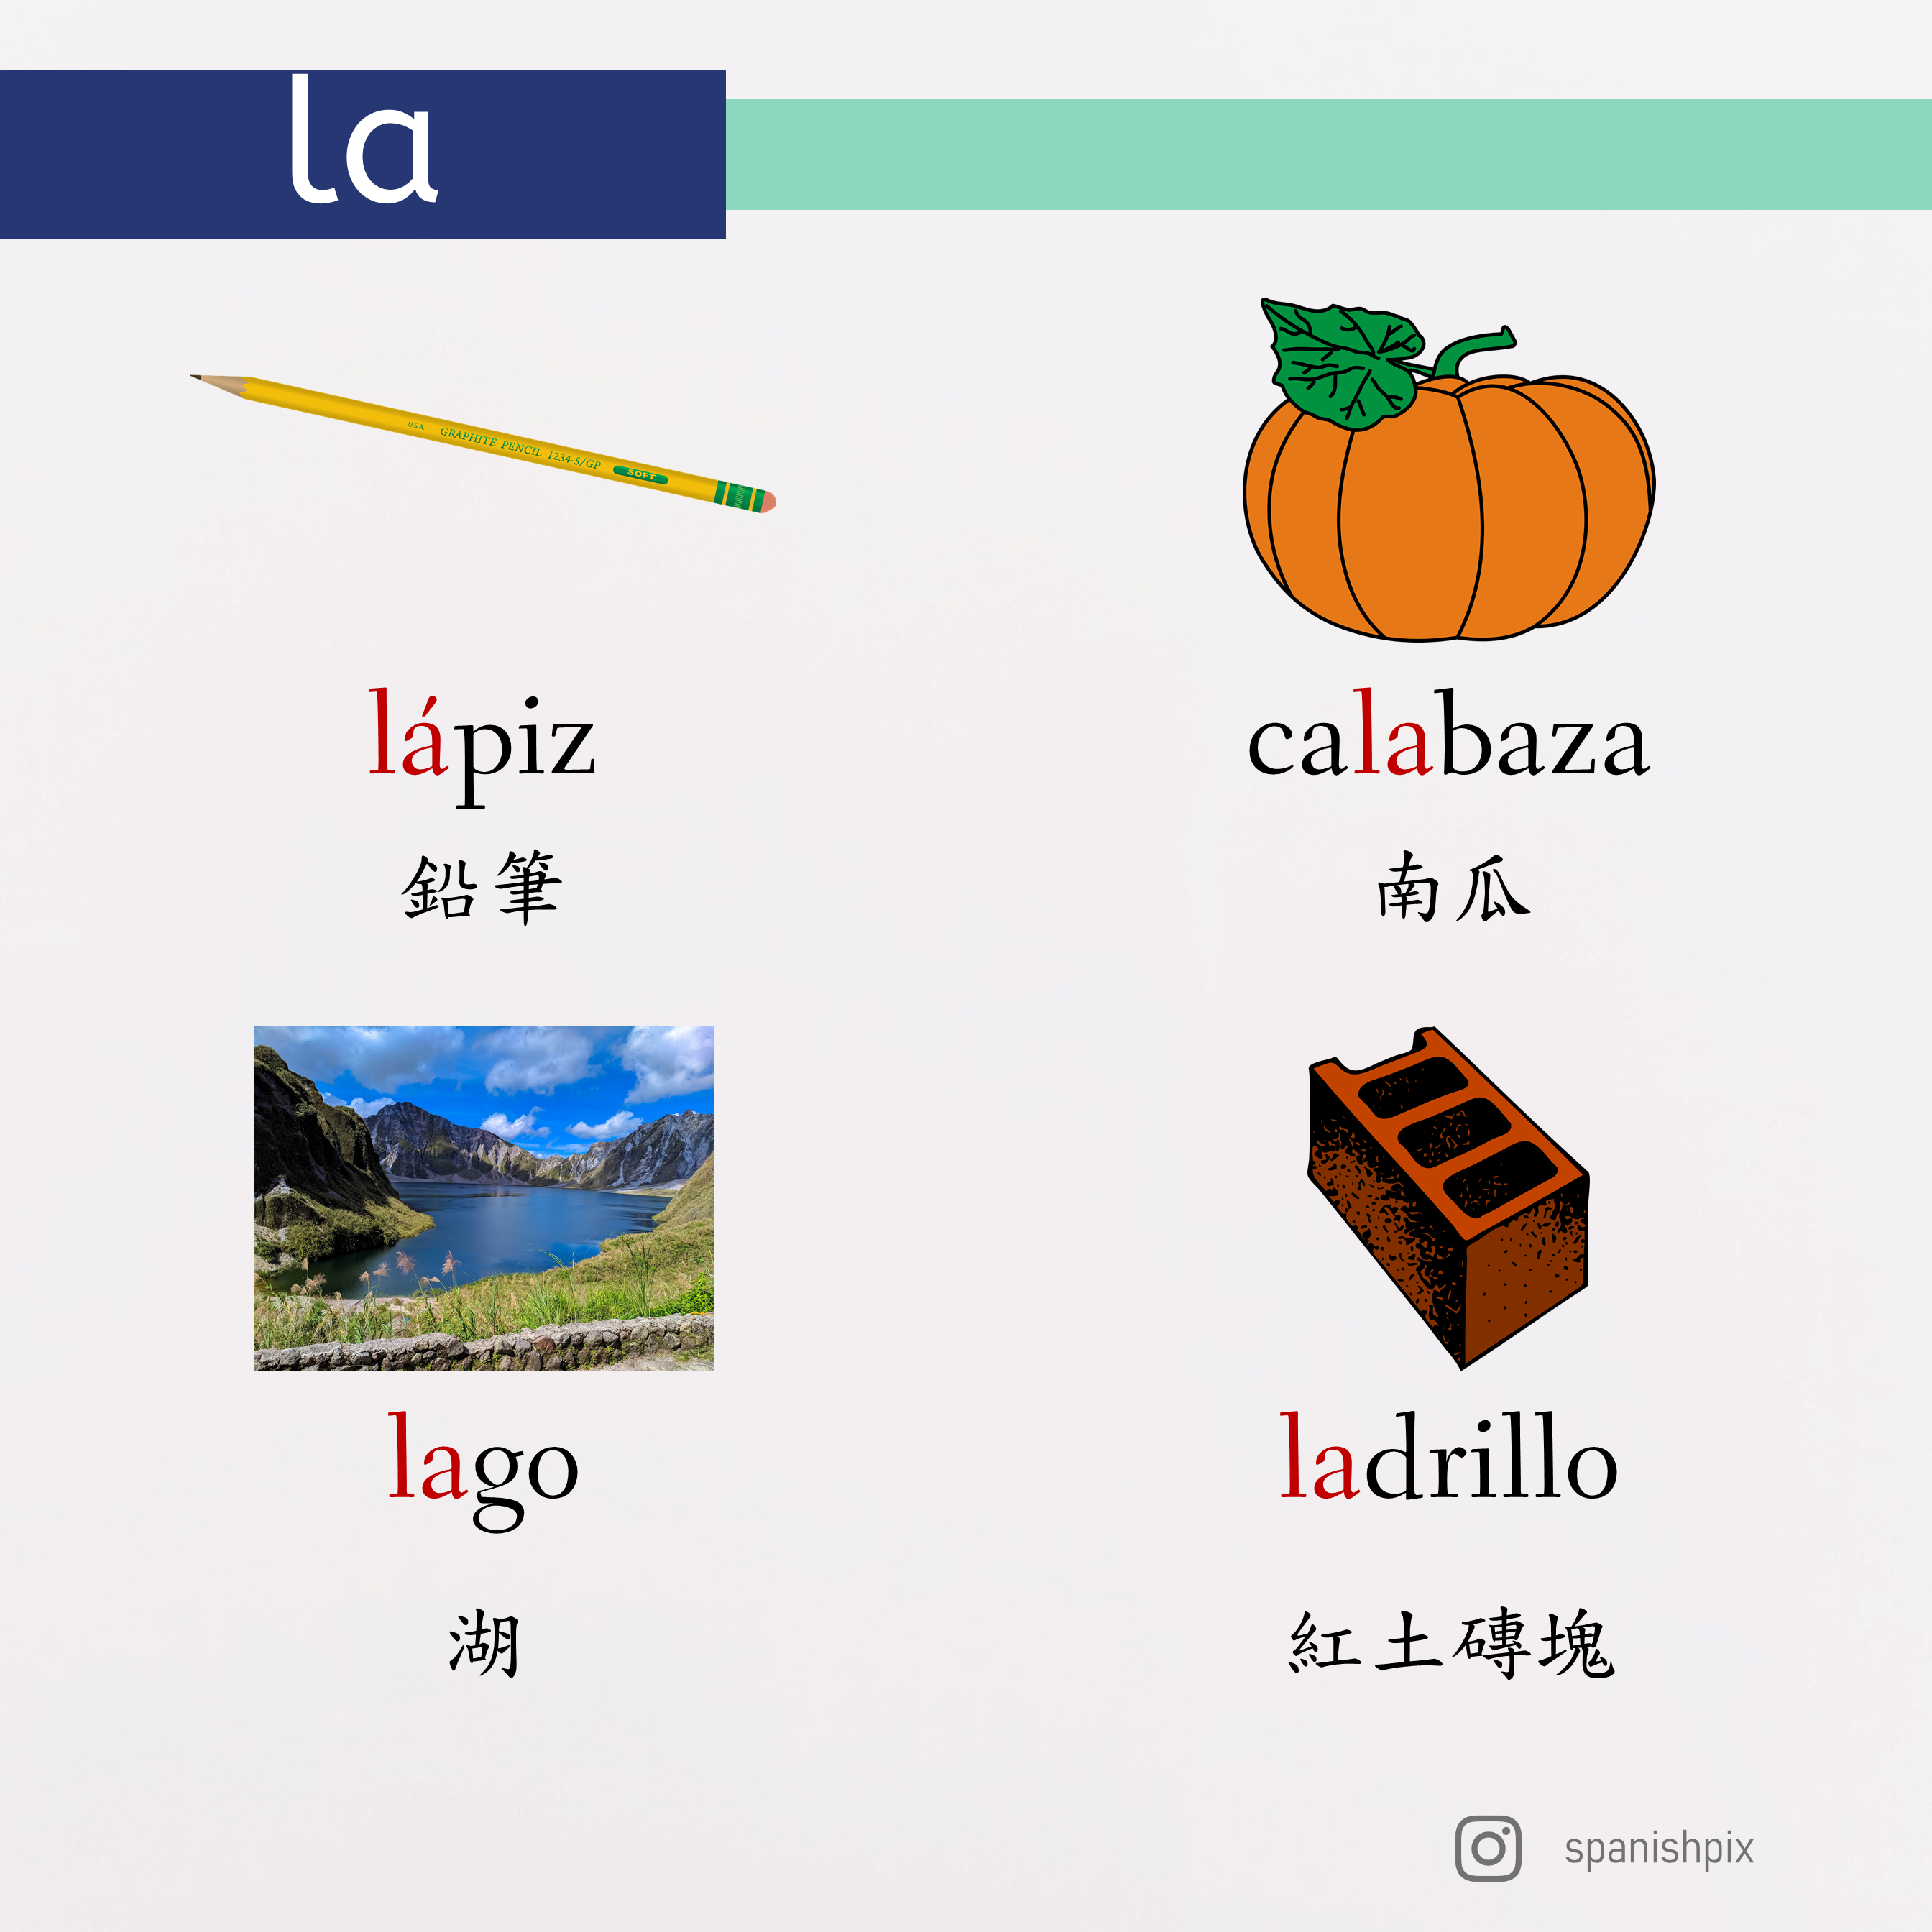 la
U.S.A. GRAPHITE PENCIL 1234-S/GP SOFT
lápiz
鉛筆
calabaza
南瓜
lago
湖
ladrillo
紅土磚塊
spanishpix